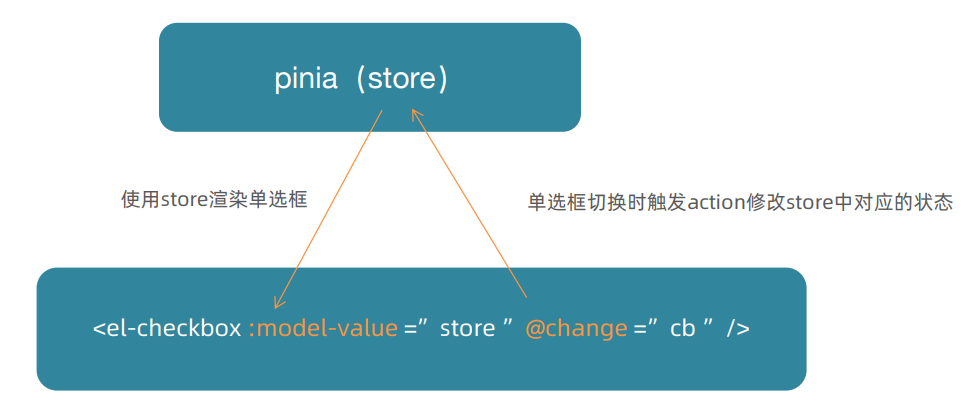 pinia（store）
使用store渲染单选框
单选框切换时触发action修改store中对应的状态
<el-checkbox :model-value =” store ” @change =” cb ” />